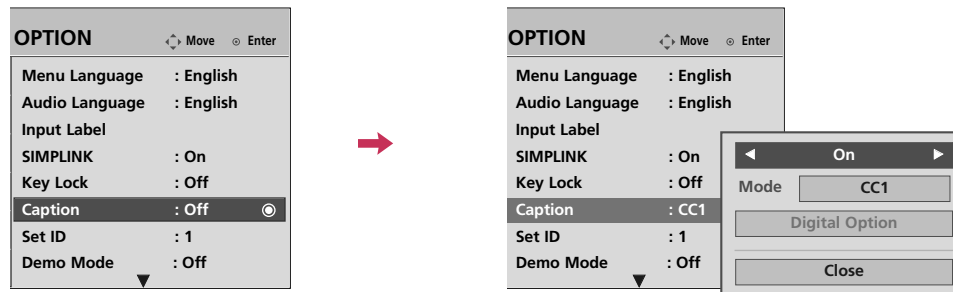 OPTION Move Enter
Menu Language : English
Audio Language : English
Input Label
SIMPLINK : On
Key Lock : Off
Caption : Off
Set ID : 1
Demo Mode : Off
OPTION Move Enter
Menu Language : English
Audio Language : English
Input Label
SIMPLINK : On
Key Lock : Off
Caption : CC1
Set ID : 1
Demo Mode : Off
On
Mode CC1
Digital Option
Close